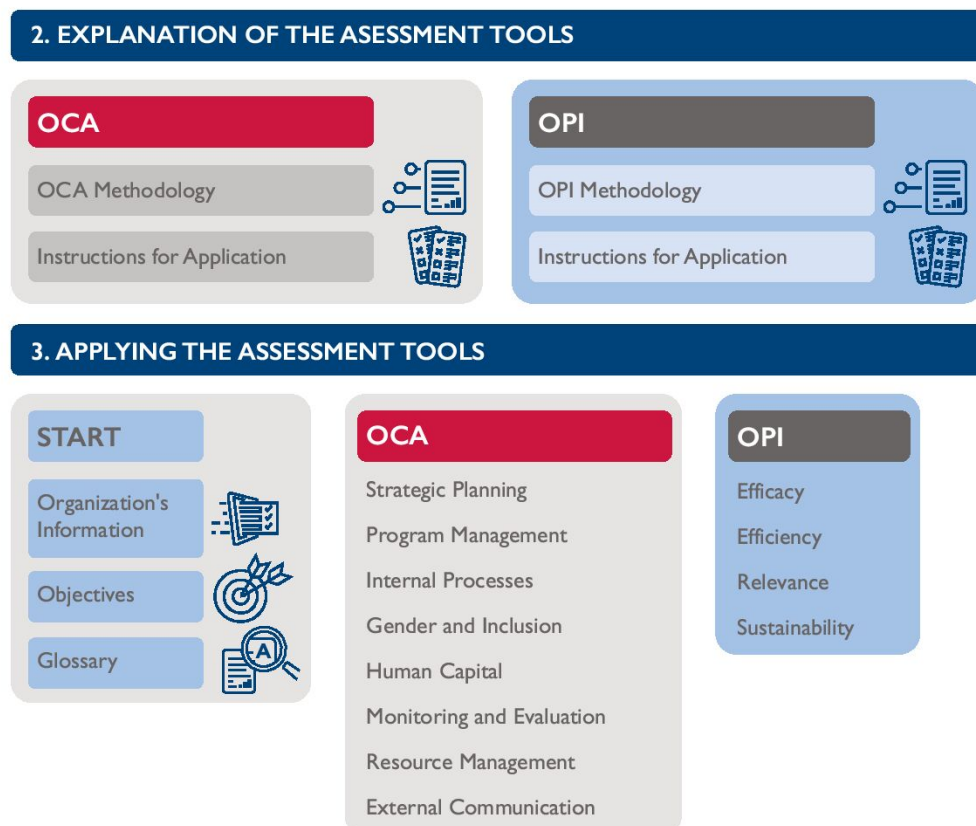 2. EXPLANATION OF THE ASESSMENT TOOLS
OCA
OCA Methodology
Instructions for Application
OPI
OPI Methodology
Instructions for Application
3. APPLYING THE ASSESSMENT TOOLS
START
Organization's
Information
Objectives
Glossary
A
OCA
Strategic Planning
Program Management
Internal Processes
Gender and Inclusion
Human Capital
Monitoring and Evaluation
Resource Management
External Communication
OPI
Efficacy
Efficiency
Relevance
Sustainability